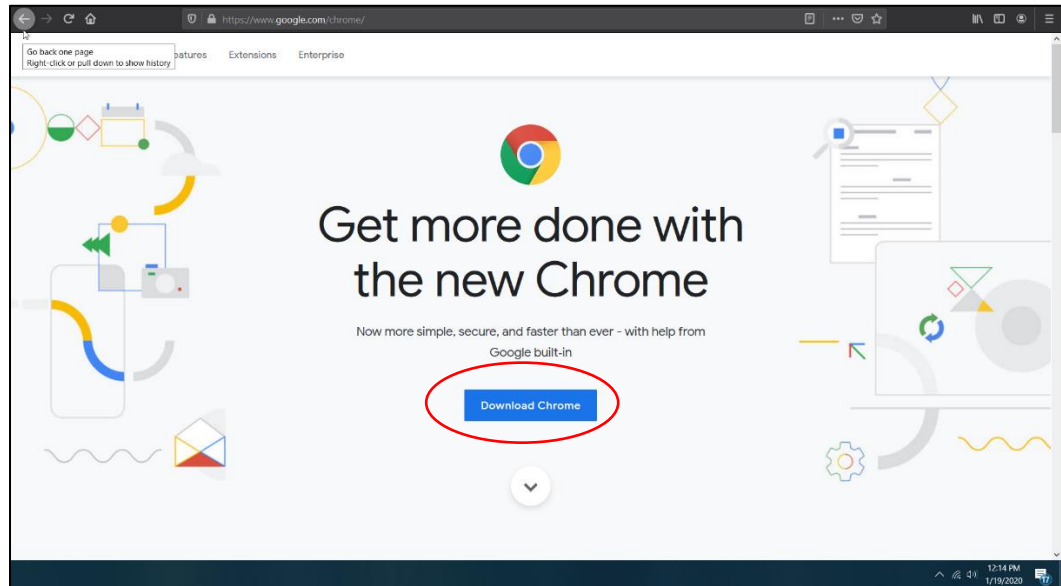 https://www.google.com/chrome/
Go back one page
Right-click or pull down to show history
eatures Extensions Enterprise
Get more done with
the new Chrome
Now more simple, secure, and faster than ever - with help from
Google built-in
Download Chrome
12:14 PM
1/19/2020
17